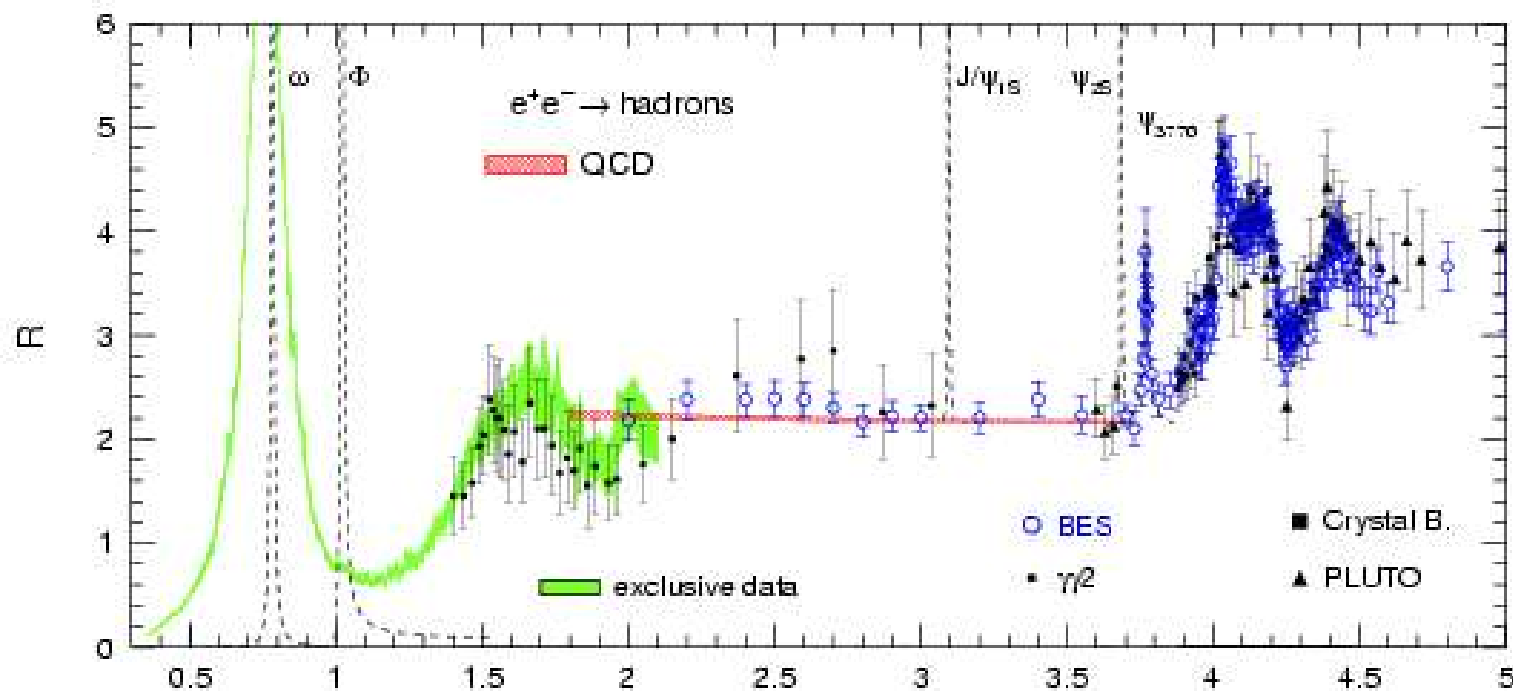 6
5
4
3
2
1
0
R
ω
Φ
e⁺e⁻ → hadrons
QCD
J/ψ₁S
ψ₂S
ψ₃₇₇₀
exclusive data
BES
γγ2
Crystal B.
PLUTO
0.5 1 1.5 2 2.5 3 3.5 4 4.5 5